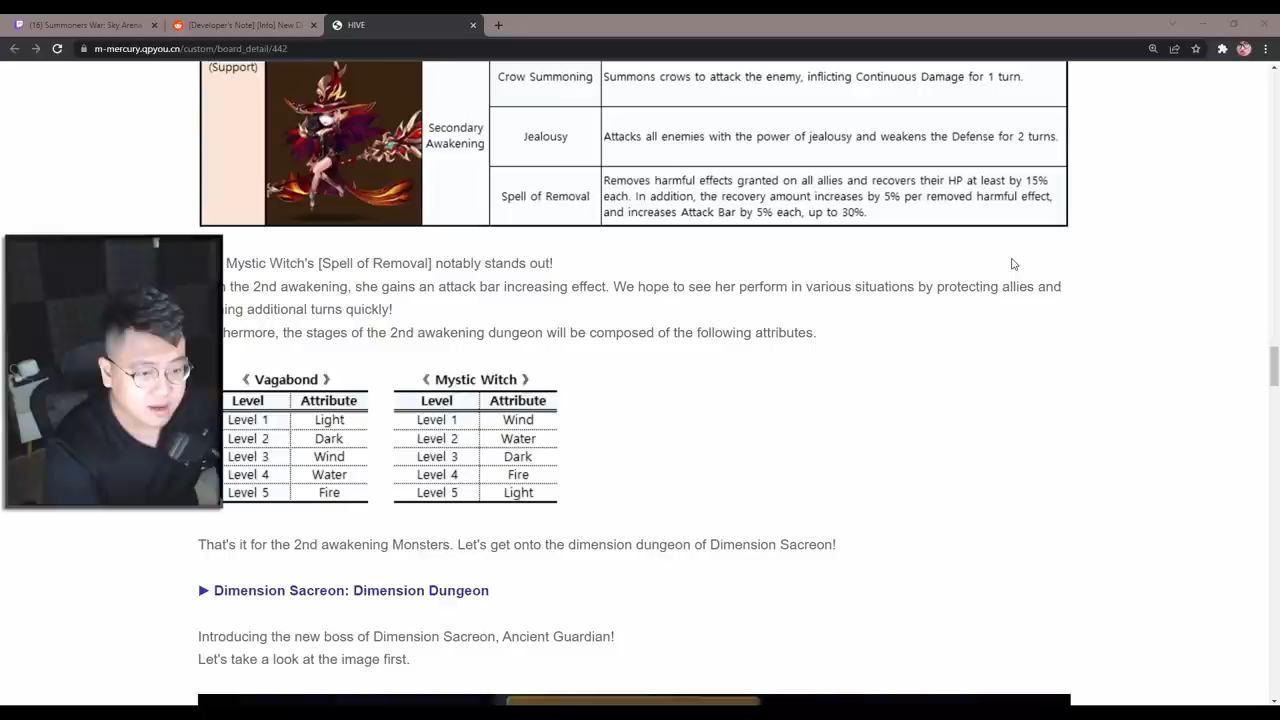 (16) Summoners War: Sky Arena
[Developer's Note] [Info] New D
HIVE
m-mercury.qpyou.cn/custom/board_detail/442
(Support)
Crow Summoning
Summons crows to attack the enemy, inflicting Continuous Damage for 1 turn.
Secondary
Awakening
Jealousy
Attacks all enemies with the power of jealousy and weakens the Defense for 2 turns.
Spell of Removal
Removes harmful effects granted on all allies and recovers their HP at least by 15%
each. In addition, the recovery amount increases by 5% per removed harmful effect,
and increases Attack Bar by 5% each, up to 30%.
Mystic Witch's [Spell of Removal] notably stands out!
the 2nd awakening, she gains an attack bar increasing effect. We hope to see her perform in various situations by protecting allies and
additional turns quickly!
the stages of the 2nd awakening dungeon will be composed of the following attributes.
《 Vagabond 》
Level Attribute
Level 1 Light
Level 2 Dark
Level 3 Wind
Level 4 Water
Level 5 Fire
《 Mystic Witch 》
Level Attribute
Level 1 Wind
Level 2 Water
Level 3 Dark
Level 4 Fire
Level 5 Light
That's it for the 2nd awakening Monsters. Let's get onto the dimension dungeon of Dimension Sacreon!
► Dimension Sacreon: Dimension Dungeon
Introducing the new boss of Dimension Sacreon, Ancient Guardian!
Let's take a look at the image first.